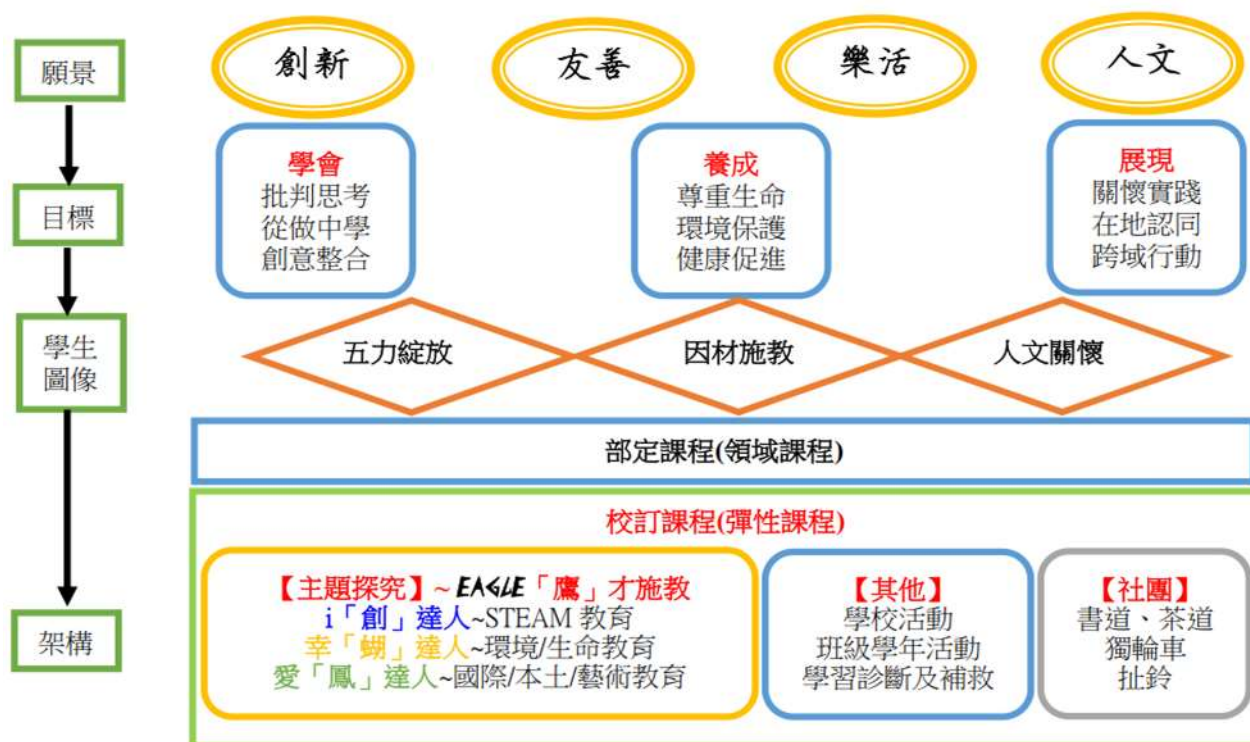 願景
創新
友善
樂活
人文
目標
學會
批判思考
從做中學
創意整合
養成
尊重生命
環境保護
健康促進
展現
關懷實踐
在地認同
跨域行動
學生
圖像
五力綻放
因材施教
人文關懷
架構
部定課程(領域課程)
校訂課程(彈性課程)
【主題探究】~ EAGLE「鷹」才施教
i「創」達人~STEAM 教育
幸「蝴」達人~環境/生命教育
愛「鳳」達人~國際/本土/藝術教育
【其他】
學校活動
班級學年活動
學習診斷及補救
【社團】
書道、茶道
獨輪車
扯鈴